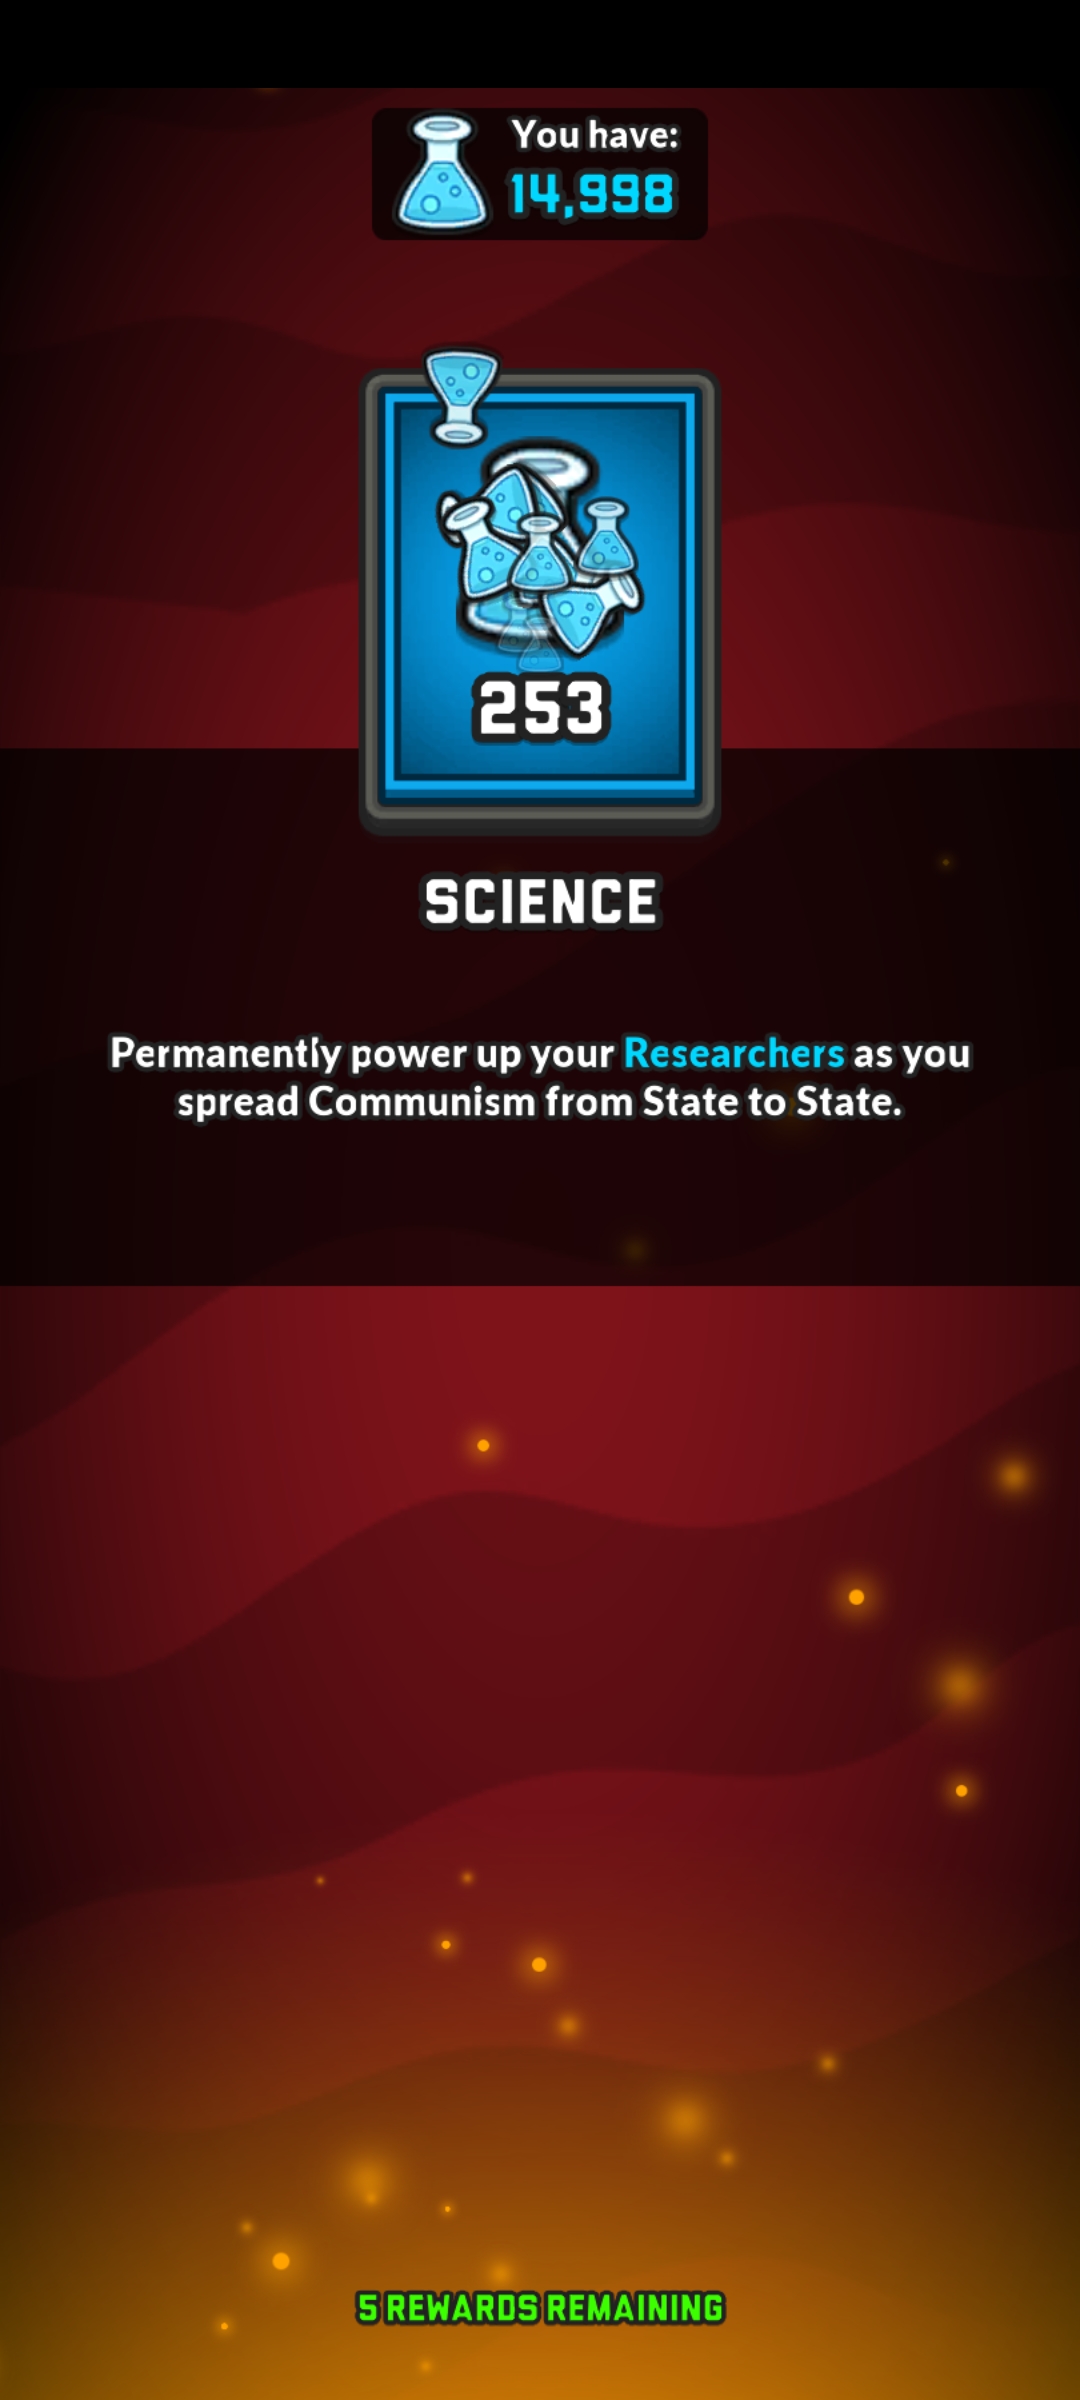 You have:
14,998
253
SCIENCE
Permanently power up your Researchers as you
spread Communism from State to State.
5 REWARDS REMAINING